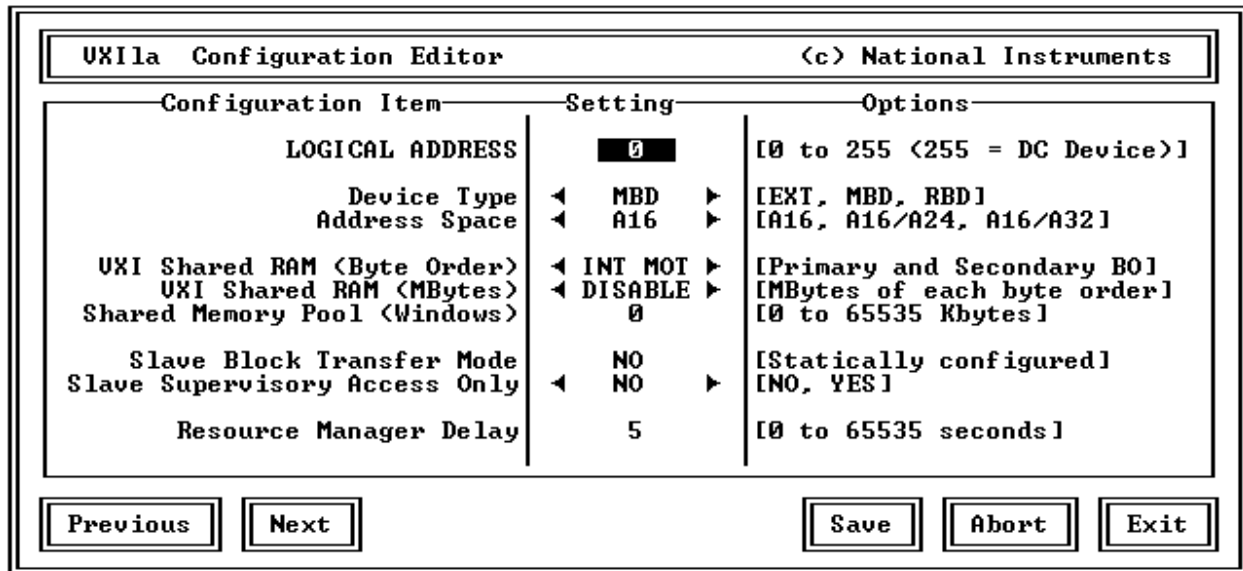 VXI1a Configuration Editor (c) National Instruments
Configuration Item Setting Options
LOGICAL ADDRESS 0 [0 to 255 (255 = DC Device)]
Device Type ◄ MBD ► [EXT, MBD, RBD]
Address Space ◄ A16 ► [A16, A16/A24, A16/A32]
VXI Shared RAM (Byte Order) ◄ INT MOT ► [Primary and Secondary BO]
VXI Shared RAM (MBytes) ◄ DISABLE ► [MBytes of each byte order]
Shared Memory Pool (Windows) 0 [0 to 65535 Kbytes]
Slave Block Transfer Mode NO [Statically configured]
Slave Supervisory Access Only ◄ NO ► [NO, YES]
Resource Manager Delay 5 [0 to 65535 seconds]
Previous Next Save Abort Exit